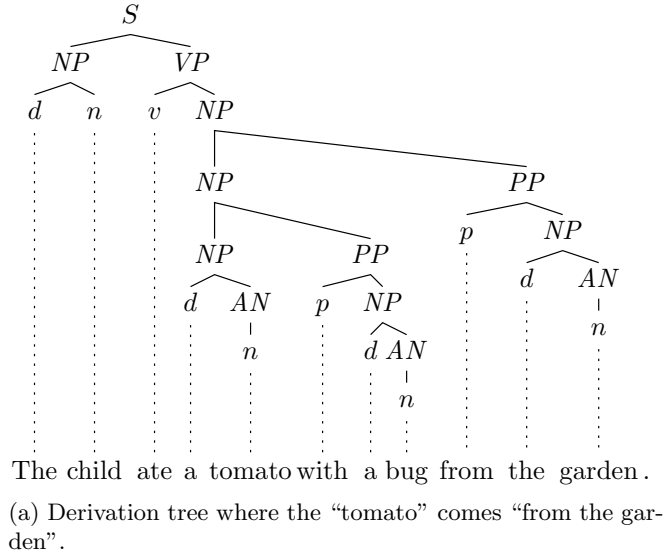 S
NP VP
d n v NP
NP PP
p NP
NP PP
d AN
d AN p NP
n
n d AN
n
The child ate a tomato with a bug from the garden .
(a) Derivation tree where the “tomato” comes “from the gar-
den”.